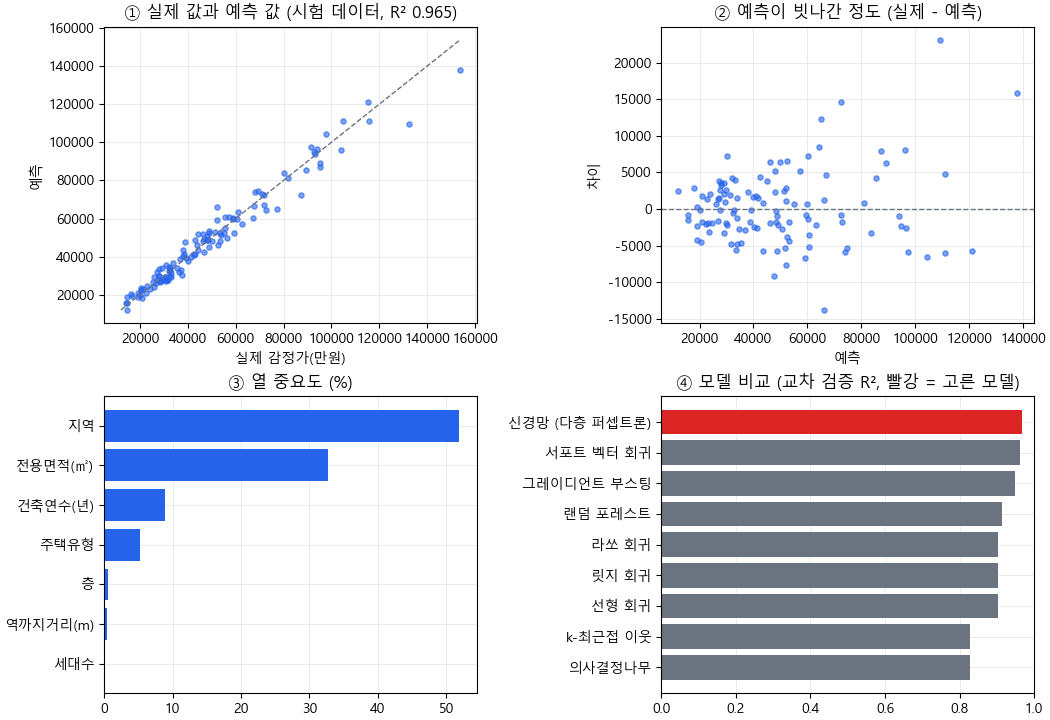 ① 실제 값과 예측 값 (시험 데이터, R² 0.965)
160000
140000
120000
100000
80000
60000
40000
20000
예측
20000 40000 60000 80000 100000 120000 140000 160000
실제 감정가(만원)
② 예측이 빗나간 정도 (실제 - 예측)
20000
15000
10000
5000
0
-5000
-10000
-15000
차이
20000 40000 60000 80000 100000 120000 140000
예측
③ 열 중요도 (%)
지역
전용면적(㎡)
건축연수(년)
주택유형
층
역까지거리(m)
세대수
0 10 20 30 40 50
④ 모델 비교 (교차 검증 R², 빨강 = 고른 모델)
신경망 (다층 퍼셉트론)
서포트 벡터 회귀
그레이디언트 부스팅
랜덤 포레스트
라쏘 회귀
릿지 회귀
선형 회귀
k-최근접 이웃
의사결정나무
0.0 0.2 0.4 0.6 0.8 1.0